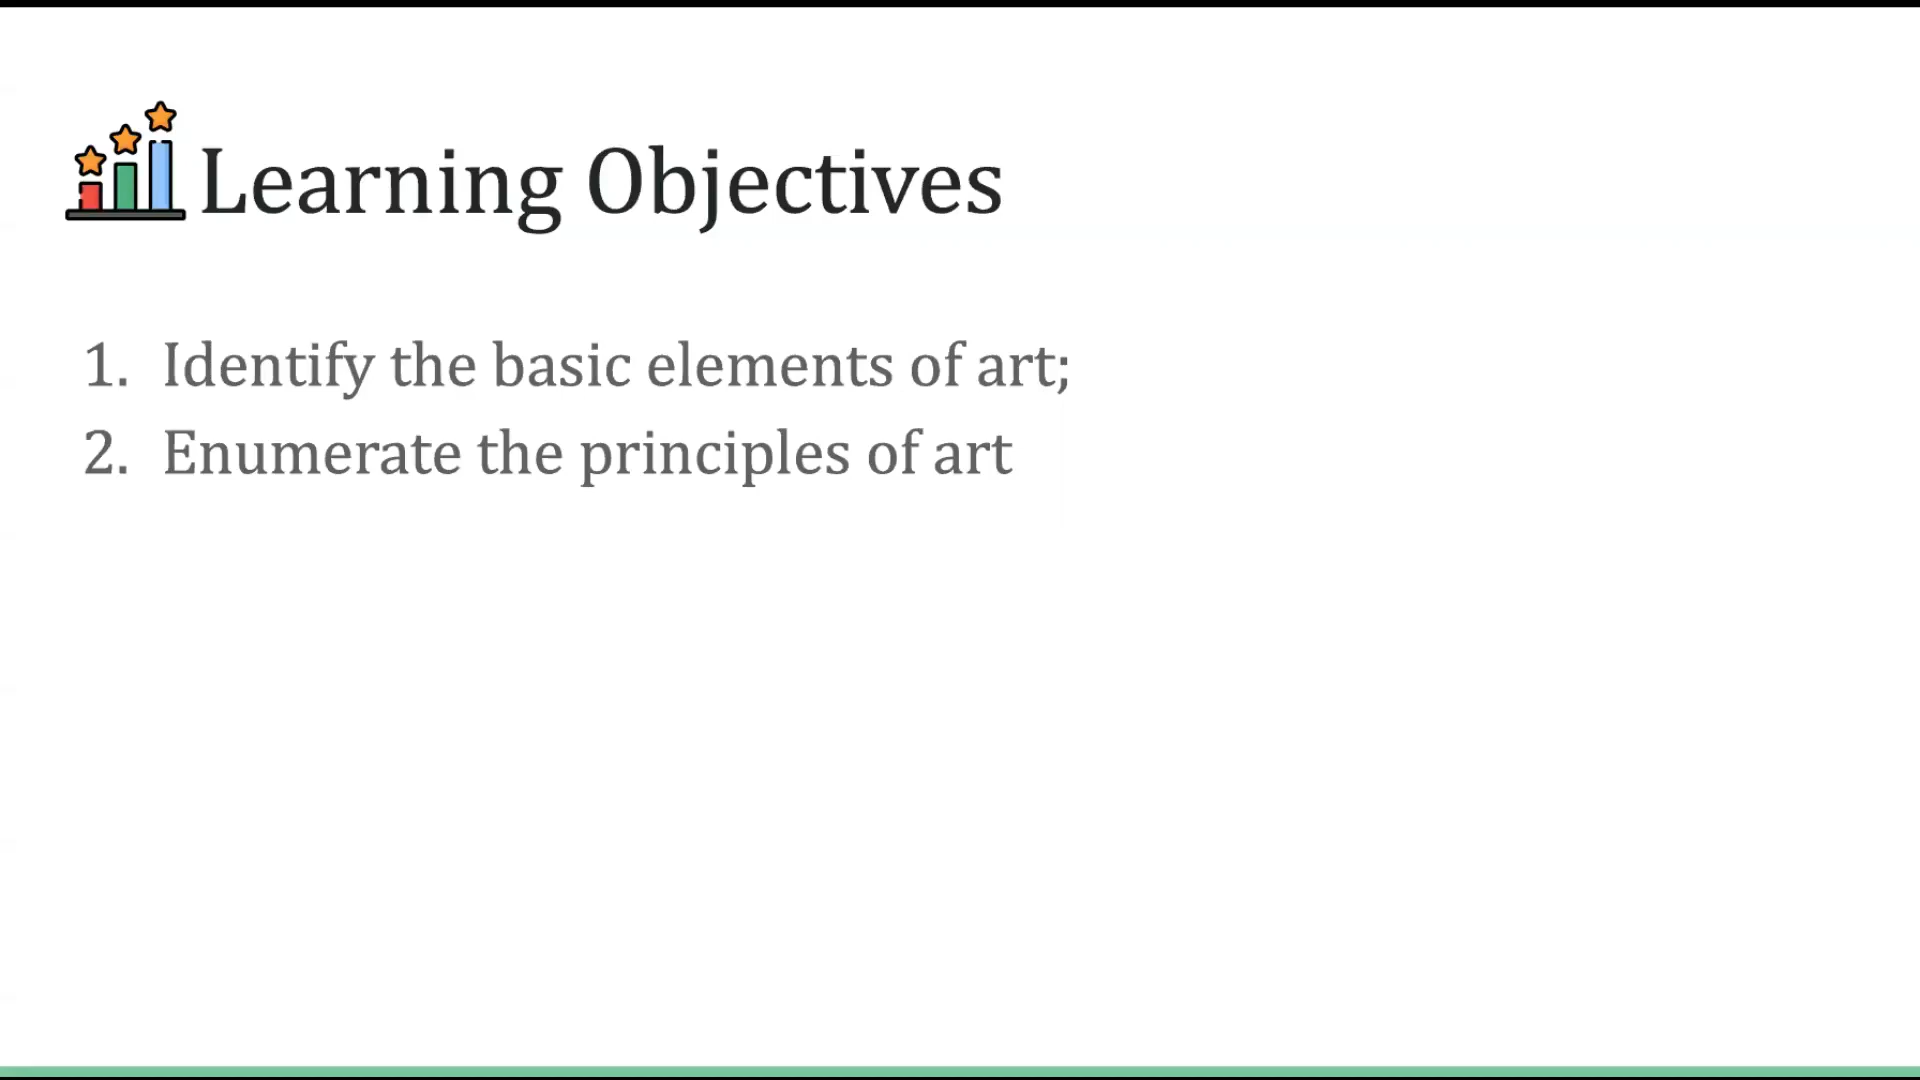 Learning Objectives
1. Identify the basic elements of art;
2. Enumerate the principles of art